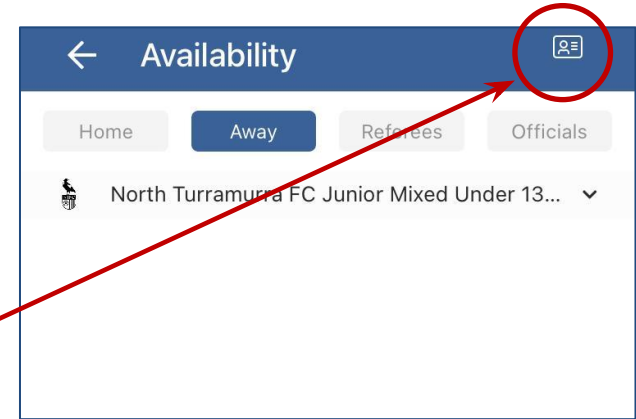 Availability
Home Away Referees Officials
North Turramurra FC Junior Mixed Under 13...